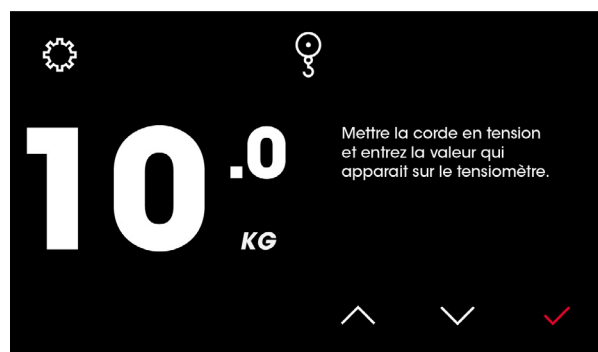 10.0
KG
Mettre la corde en tension
et entrez la valeur qui
apparait sur le tensiomètre.